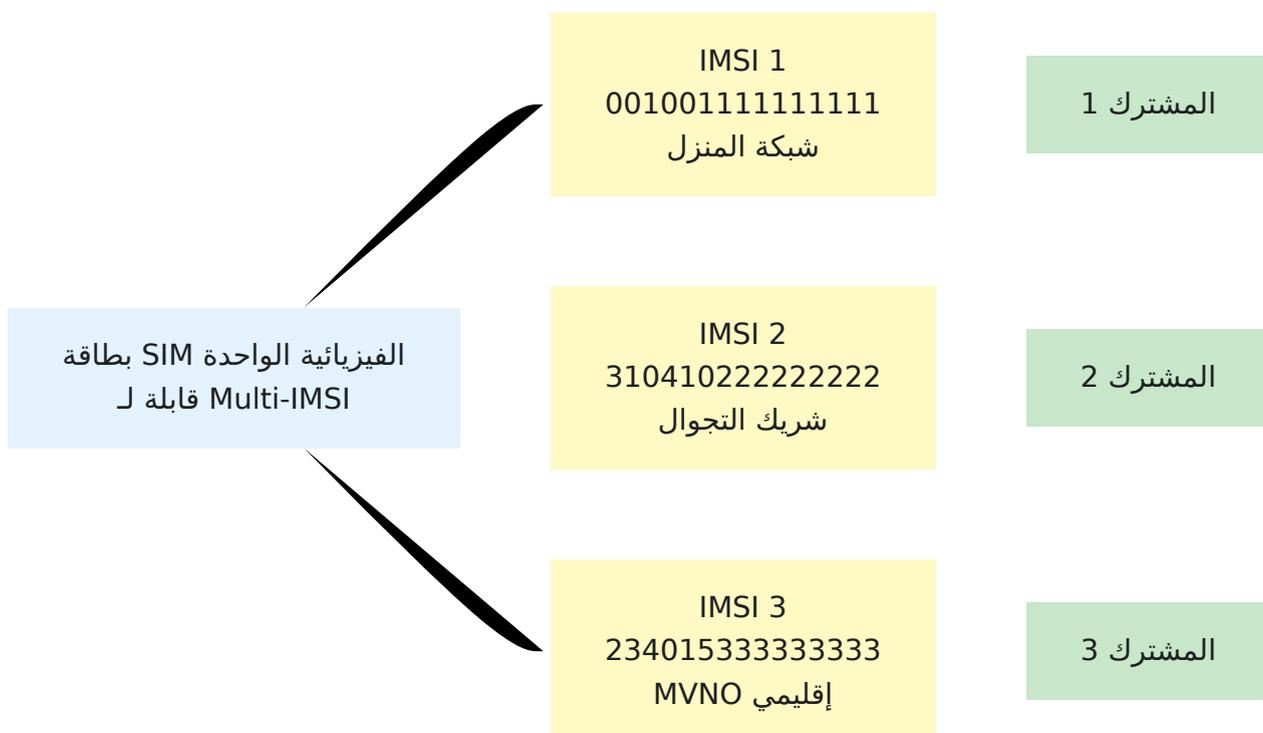 IMSI 1
001001111111111
شبكة المنزل
المشترك 1
الفيزيائية الواحدة SIM بطاقة
Multi-IMSI قابلة لـ
IMSI 2
310410222222222
شريك التجوال
المشترك 2
IMSI 3
234015333333333
إقليمي MVNO
المشترك 3